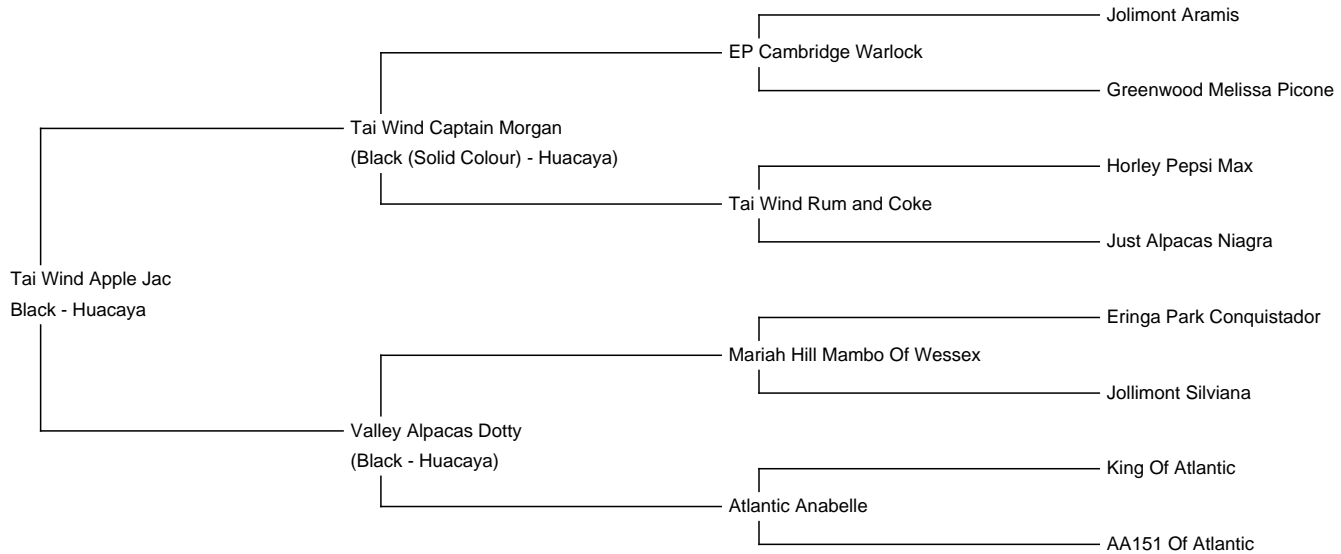 Jolimont Aramis
EP Cambridge Warlock
Greenwood Melissa Picone
Tai Wind Captain Morgan
(Black (Solid Colour) - Huacaya)
Horley Pepsi Max
Tai Wind Rum and Coke
Just Alpacas Niagra
Tai Wind Apple Jac
Black - Huacaya
Eringa Park Conquistador
Mariah Hill Mambo Of Wessex
Jollimont Silviana
Valley Alpacas Dotty
(Black - Huacaya)
King Of Atlantic
Atlantic Anabelle
AA151 Of Atlantic